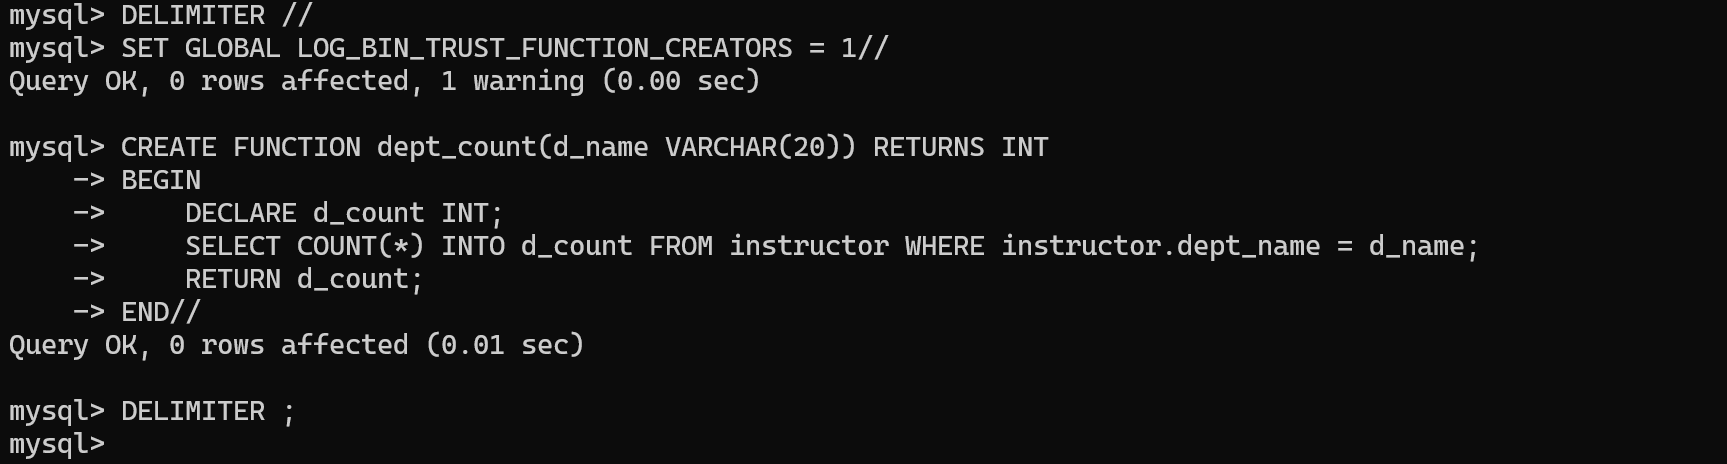 mysql> DELIMITER //
mysql> SET GLOBAL LOG_BIN_TRUST_FUNCTION_CREATORS = 1//
Query OK, 0 rows affected, 1 warning (0.00 sec)

mysql> CREATE FUNCTION dept_count(d_name VARCHAR(20)) RETURNS INT
    -> BEGIN
    ->     DECLARE d_count INT;
    ->     SELECT COUNT(*) INTO d_count FROM instructor WHERE instructor.dept_name = d_name;
    ->     RETURN d_count;
    -> END//
Query OK, 0 rows affected (0.01 sec)

mysql> DELIMITER ;
mysql>